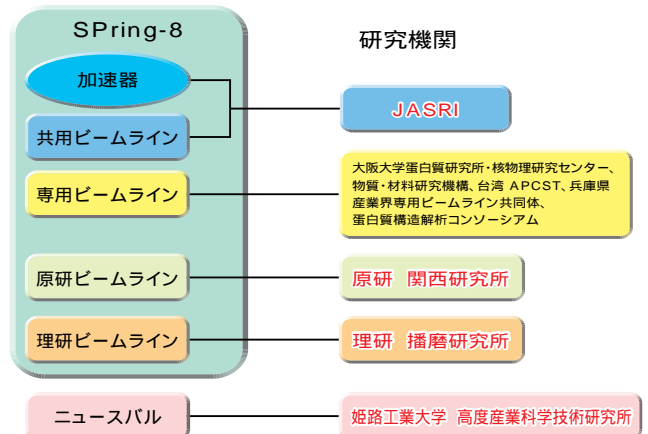 SPring-8
研究機関
加速器
JASRI
共用ビームライン
専用ビームライン
大阪大学蛋白質研究所・核物理研究センター、
物質・材料研究機構、台湾 APCST、兵庫県
産業界専用ビームライン共同体、
蛋白質構造解析コンソーシアム
原研ビームライン
原研 関西研究所
理研ビームライン
理研 播磨研究所
ニュースバル
姫路工業大学 高度産業科学技術研究所